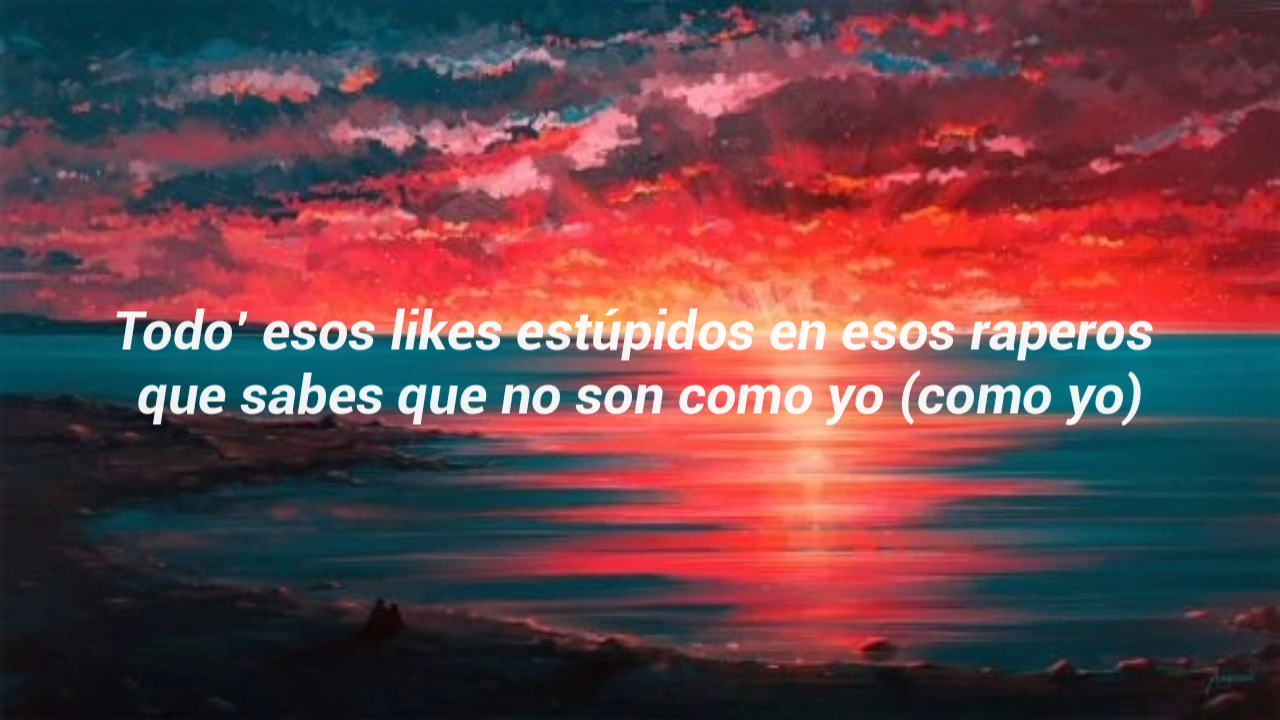 Todo' esos likes estúpidos en esos raperos
que sabes que no son como yo (como yo)